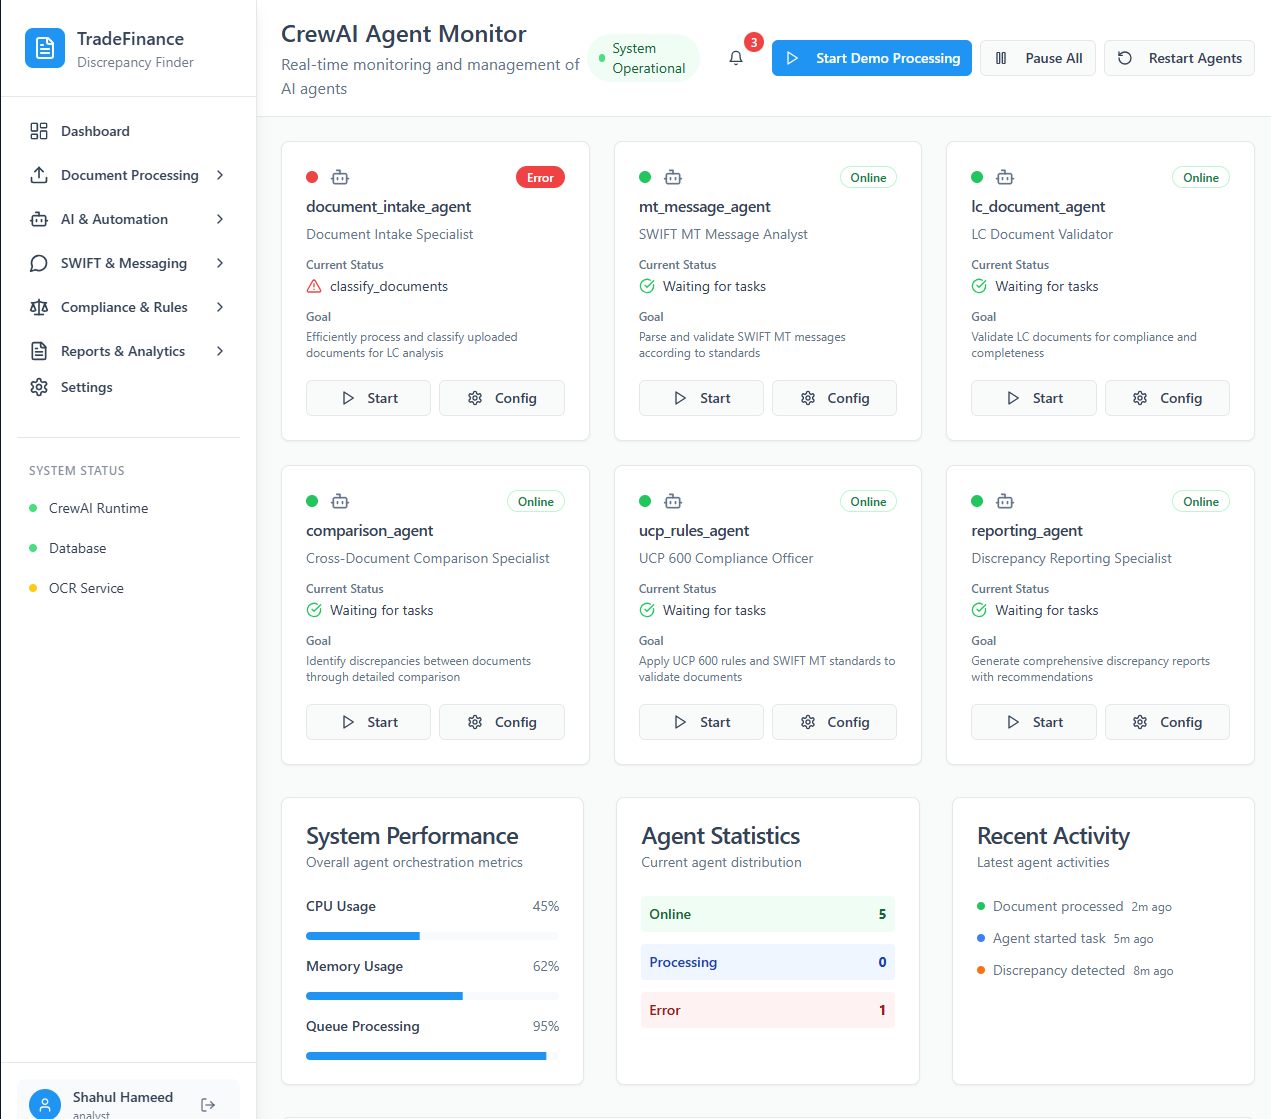 TradeFinance
Discrepancy Finder
Dashboard
Document Processing
AI & Automation
SWIFT & Messaging
Compliance & Rules
Reports & Analytics
Settings
SYSTEM STATUS
CrewAI Runtime
Database
OCR Service
Shahul Hameed
analyst
CrewAI Agent Monitor
Real-time monitoring and management of
AI agents
System
Operational
3
Start Demo Processing
Pause All
Restart Agents
Error
document_intake_agent
Document Intake Specialist
Current Status
classify_documents
Goal
Efficiently process and classify uploaded
documents for LC analysis
Start
Config
Online
mt_message_agent
SWIFT MT Message Analyst
Current Status
Waiting for tasks
Goal
Parse and validate SWIFT MT messages
according to standards
Start
Config
Online
lc_document_agent
LC Document Validator
Current Status
Waiting for tasks
Goal
Validate LC documents for compliance and
completeness
Start
Config
Online
comparison_agent
Cross-Document Comparison Specialist
Current Status
Waiting for tasks
Goal
Identify discrepancies between documents
through detailed comparison
Start
Config
Online
ucp_rules_agent
UCP 600 Compliance Officer
Current Status
Waiting for tasks
Goal
Apply UCP 600 rules and SWIFT MT standards to
validate documents
Start
Config
Online
reporting_agent
Discrepancy Reporting Specialist
Current Status
Waiting for tasks
Goal
Generate comprehensive discrepancy reports
with recommendations
Start
Config
System Performance
Overall agent orchestration metrics
CPU Usage 45%
Memory Usage 62%
Queue Processing 95%
Agent Statistics
Current agent distribution
Online 5
Processing 0
Error 1
Recent Activity
Latest agent activities
Document processed 2m ago
Agent started task 5m ago
Discrepancy detected 8m ago